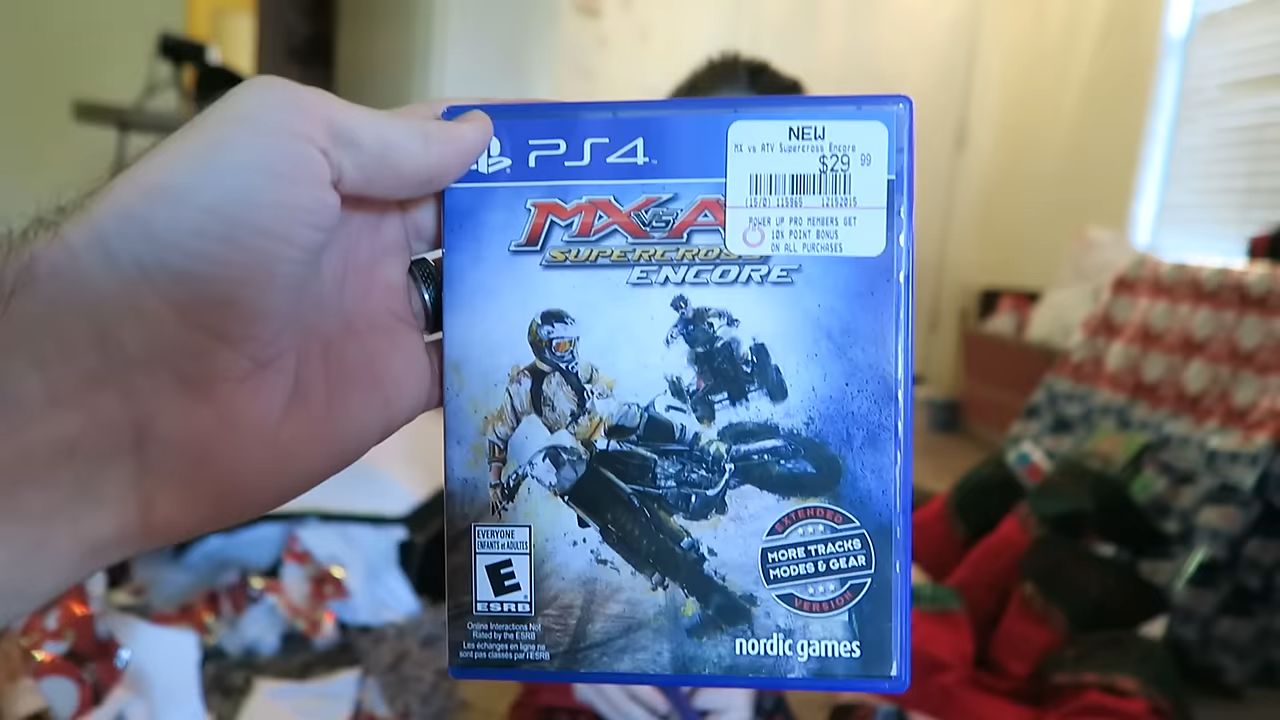 PS4
NEW
MX vs ATV Supercross Encore
$29 99
(16/0) 115965 12152015
POWER UP PRO MEMBERS GET
10% POINT BONUS
ON ALL PURCHASES
MX VS A
SUPERCROSS
ENCORE
EXTENDED
MORE TRACKS
MODES & GEAR
VERSION
EVERYONE
ENFANTS et ADULTES
E
ESRB
Online Interactions Not
Rated by the ESRB
Les échanges en ligne ne
sont pas classés par l'ESRB
nordic games